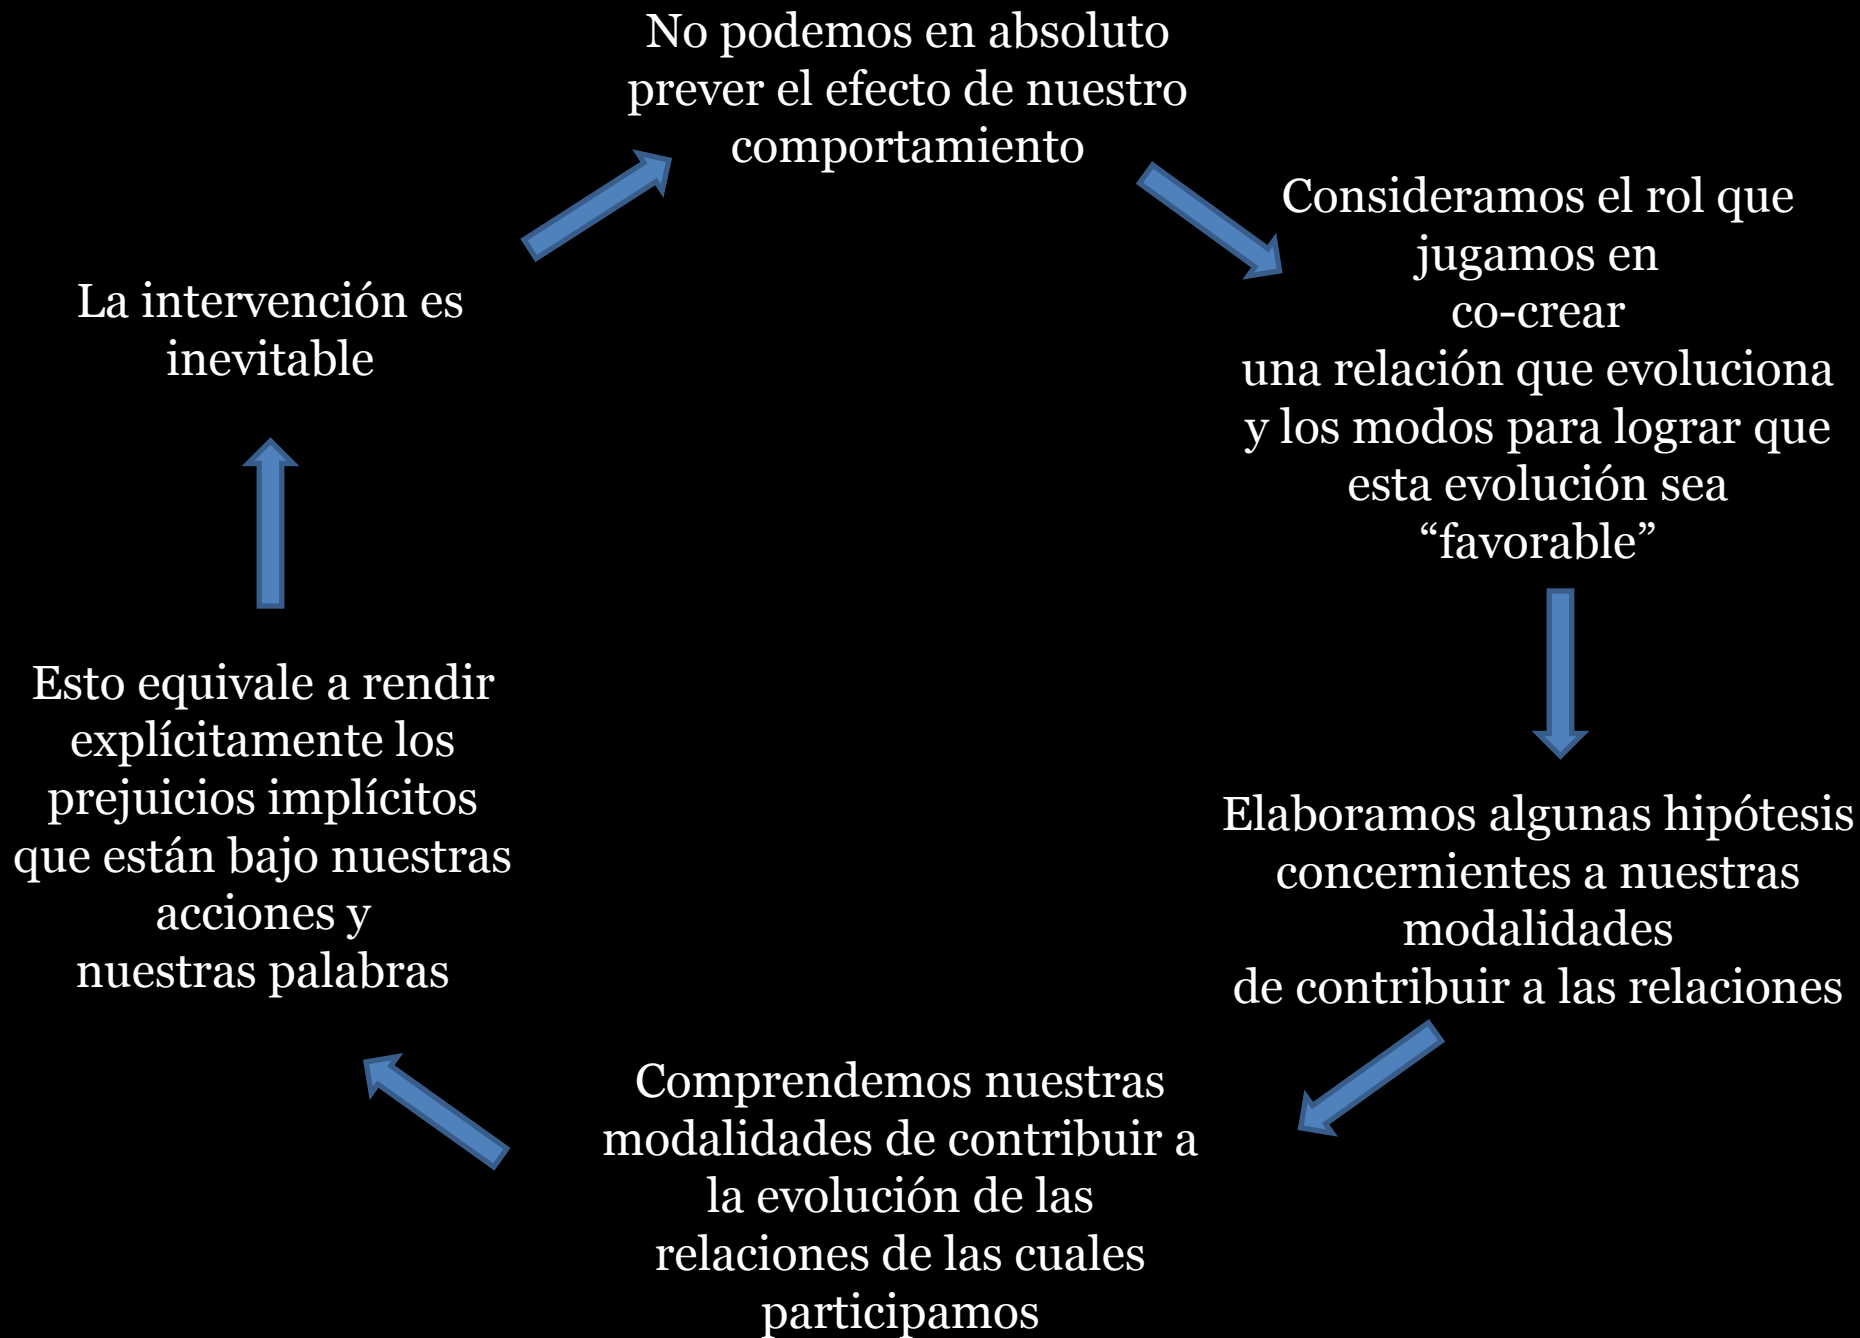 No podemos en absoluto
prever el efecto de nuestro
comportamiento
Consideramos el rol que
jugamos en
co-crear
una relación que evoluciona
y los modos para lograr que
esta evolución sea
“favorable”
Elaboramos algunas hipótesis
concernientes a nuestras
modalidades
de contribuir a las relaciones
Comprendemos nuestras
modalidades de contribuir a
la evolución de las
relaciones de las cuales
participamos
Esto equivale a rendir
explícitamente los
prejuicios implícitos
que están bajo nuestras
acciones y
nuestras palabras
La intervención es
inevitable